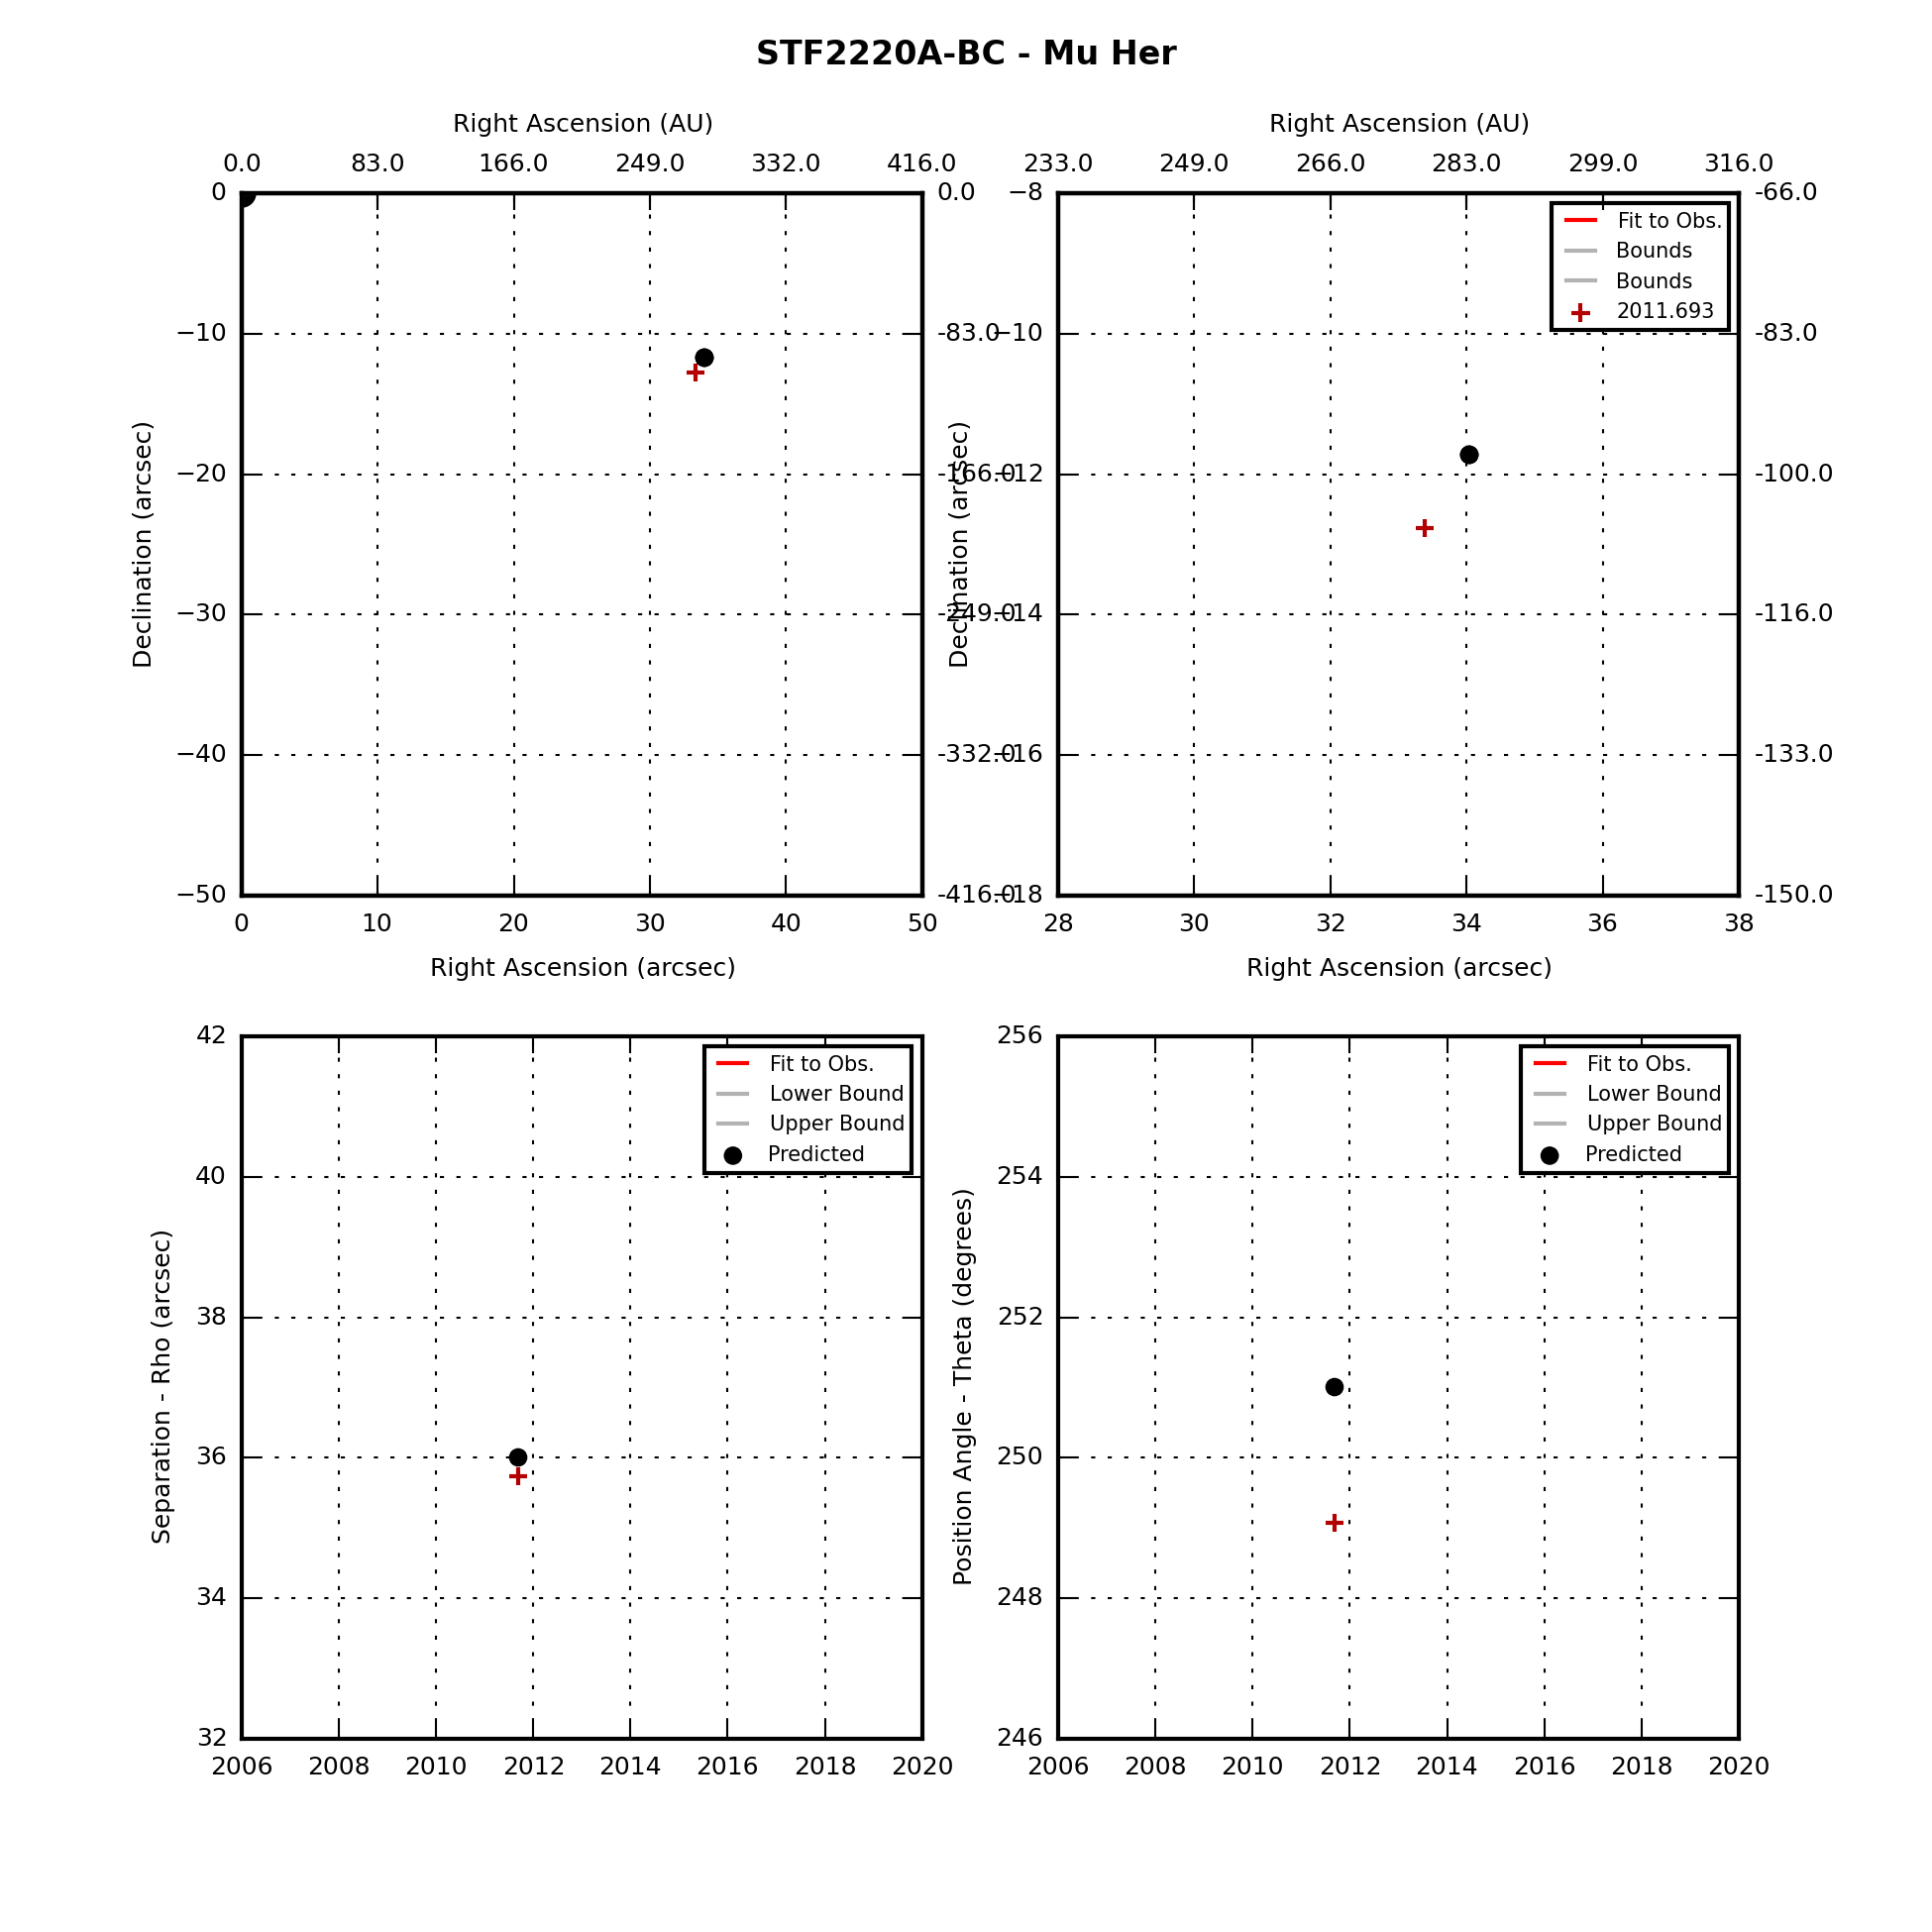 STF2220A-BC - Mu Her
Right Ascension (AU)
Right Ascension (AU)
0.0 83.0 166.0 249.0 332.0 416.0
233.0 249.0 266.0 283.0 299.0 316.0
0
−10
−20
−30
−40
−50
Declination (arcsec)
0.0
-83.0
-166.0
-249.0
-332.0
-416.0
0 10 20 30 40 50
Right Ascension (arcsec)
−8
−10
−12
−14
−16
−18
Declination (arcsec)
Fit to Obs.
Bounds
Bounds
2011.693
-66.0
-83.0
-100.0
-116.0
-133.0
-150.0
28 30 32 34 36 38
Right Ascension (arcsec)
42
40
38
36
34
32
Separation - Rho (arcsec)
Fit to Obs.
Lower Bound
Upper Bound
Predicted
2006 2008 2010 2012 2014 2016 2018 2020
256
254
252
250
248
246
Position Angle - Theta (degrees)
Fit to Obs.
Lower Bound
Upper Bound
Predicted
2006 2008 2010 2012 2014 2016 2018 2020